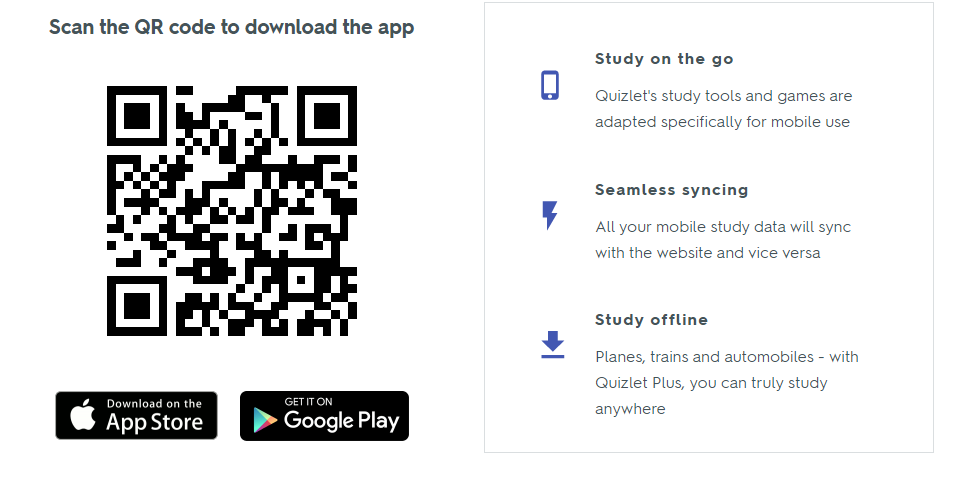 Scan the QR code to download the app
Download on the
App Store
GET IT ON
Google Play
Study on the go
Quizlet's study tools and games are
adapted specifically for mobile use
Seamless syncing
All your mobile study data will sync
with the website and vice versa
Study offline
Planes, trains and automobiles - with
Quizlet Plus, you can truly study
anywhere